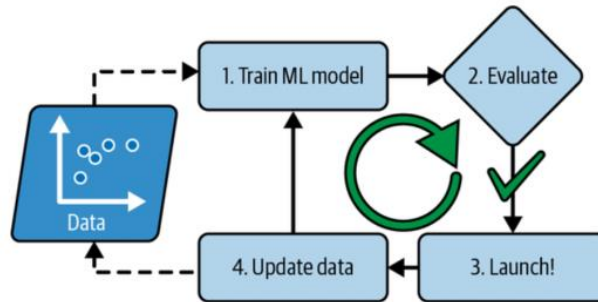 1. Train ML model
2. Evaluate
Data
4. Update data
3. Launch!